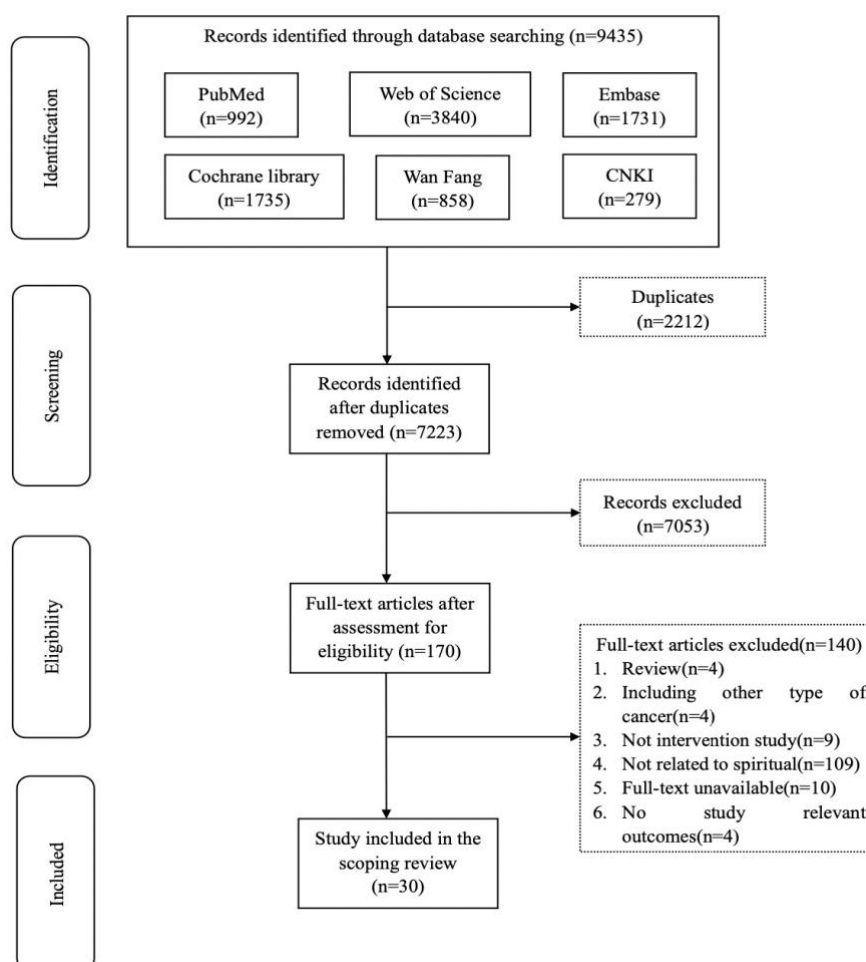 Identification
Records identified through database searching (n=9435)
PubMed
(n=992)
Web of Science
(n=3840)
Embase
(n=1731)
Cochrane library
(n=1735)
Wan Fang
(n=858)
CNKI
(n=279)
Screening
Duplicates
(n=2212)
Records identified
after duplicates
removed (n=7223)
Records excluded
(n=7053)
Eligibility
Full-text articles after
assessment for
eligibility (n=170)
Full-text articles excluded(n=140)
1. Review(n=4)
2. Including other type of
cancer(n=4)
3. Not intervention study(n=9)
4. Not related to spiritual(n=109)
5. Full-text unavailable(n=10)
6. No study relevant
outcomes(n=4)
Included
Study included in the
scoping review
(n=30)